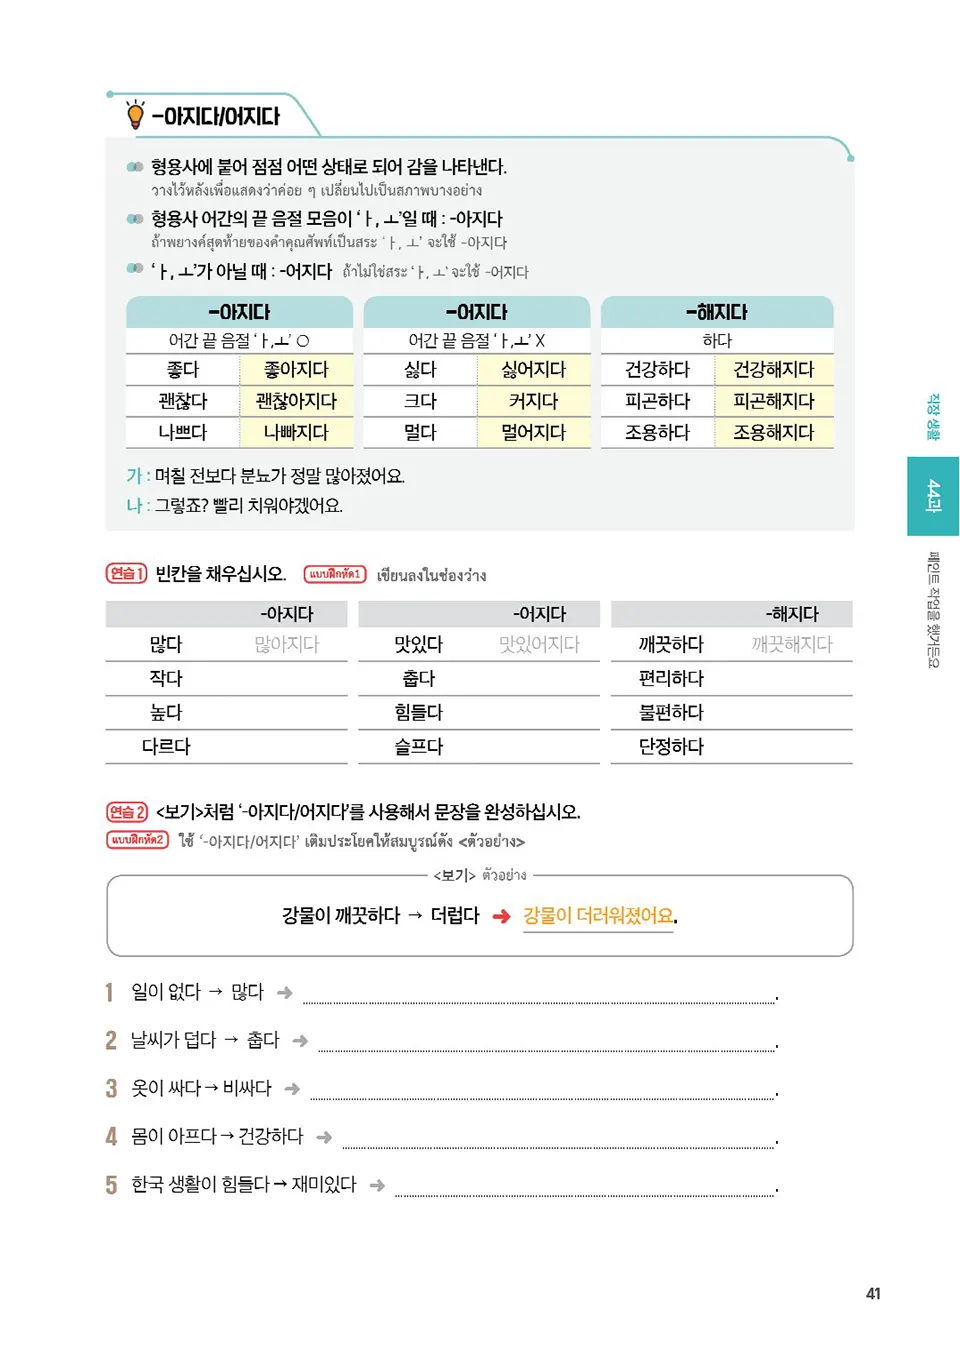 -아지다/어지다
형용사에 붙어 점점 어떤 상태로 되어 감을 나타낸다.
วางไว้หลังเพื่อแสดงว่าค่อย ๆ เปลี่ยนไปเป็นสภาพบางอย่าง
형용사 어간의 끝 음절 모음이 ‘ㅏ, ㅗ’일 때 : -아지다
ถ้าพยางค์สุดท้ายของคำคุณศัพท์เป็นสระ ‘ㅏ, ㅗ’ จะใช้ -아지다
‘ㅏ, ㅗ’가 아닐 때 : -어지다 ถ้าไม่ใช่สระ ‘ㅏ, ㅗ’ จะใช้ -어지다
-아지다 -어지다 -해지다
어간 끝 음절 ‘ㅏ,ㅗ’ O 어간 끝 음절 ‘ㅏ,ㅗ’ X 하다
좋다 좋아지다 싫다 싫어지다 건강하다 건강해지다
괜찮다 괜찮아지다 크다 커지다 피곤하다 피곤해지다
나쁘다 나빠지다 멀다 멀어지다 조용하다 조용해지다
가 : 며칠 전보다 분뇨가 정말 많아졌어요.
나 : 그렇죠? 빨리 치워야겠어요.
연습 1 빈칸을 채우십시오. แบบฝึกหัด1 เขียนลงในช่องว่าง
-아지다 -어지다 -해지다
많다 많아지다 맛있다 맛있어지다 깨끗하다 깨끗해지다
작다 춥다 편리하다
높다 힘들다 불편하다
다르다 슬프다 단정하다
연습 2 <보기>처럼 ‘-아지다/어지다’를 사용해서 문장을 완성하십시오.
แบบฝึกหัด2 ใช้ ‘-아지다/어지다’ เติมประโยคให้สมบูรณ์ดัง <ตัวอย่าง>
<보기> ตัวอย่าง
강물이 깨끗하다 → 더럽다 ➜ 강물이 더러워졌어요.
1 일이 없다 → 많다 ➜ .
2 날씨가 덥다 → 춥다 ➜ .
3 옷이 싸다 → 비싸다 ➜ .
4 몸이 아프다 → 건강하다 ➜ .
5 한국 생활이 힘들다 → 재미있다 ➜ .
직장 생활
44과
페인트 작업을 했거든요
41